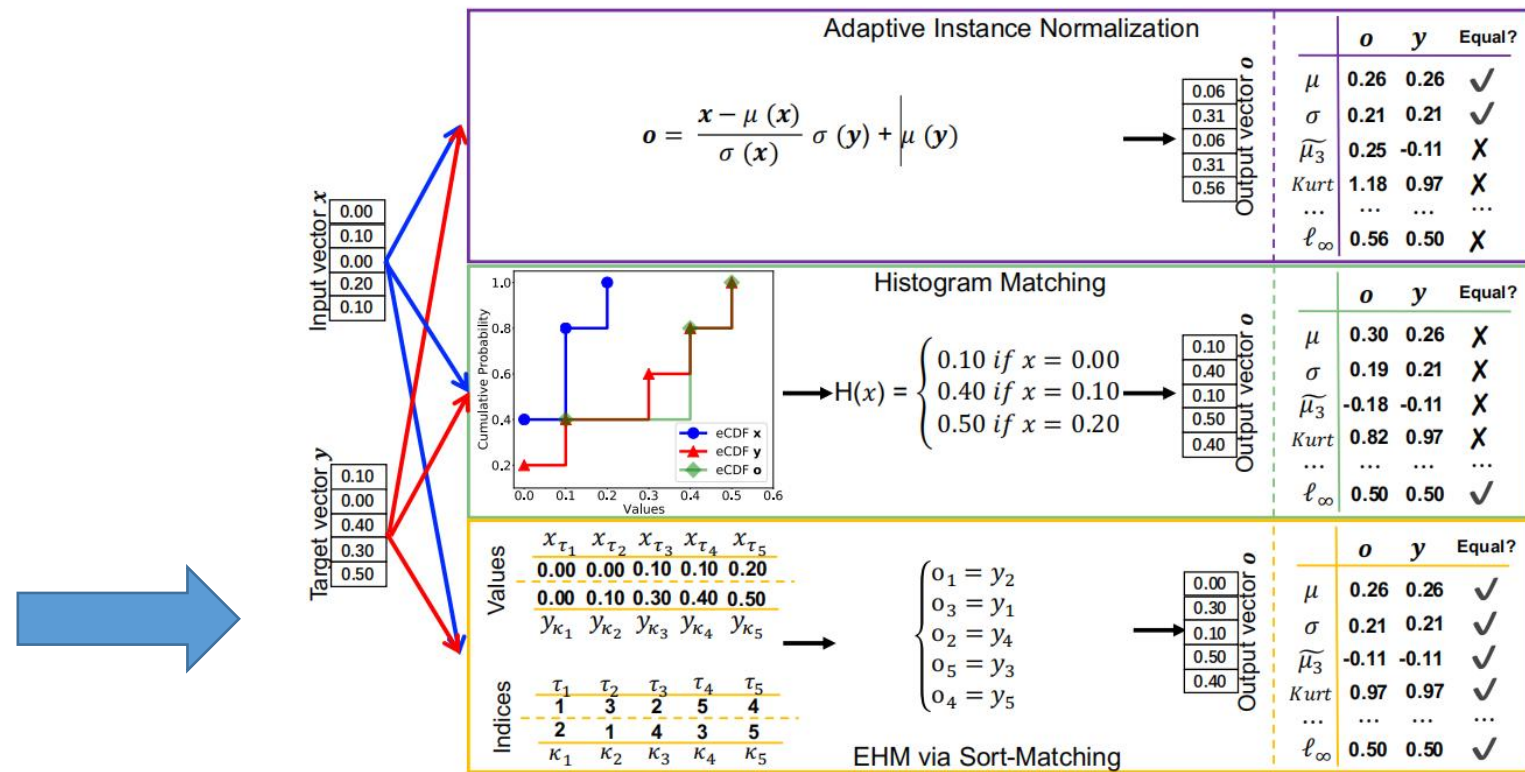 Input vector x
0.00
0.10
0.00
0.20
0.10
Target vector y
0.10
0.00
0.40
0.30
0.50
Adaptive Instance Normalization
o = (x − μ (x)) / σ (x) σ (y) + μ (y)
0.06
0.31
0.06
0.31
0.56
Output vector o
o y Equal?
μ 0.26 0.26 ✓
σ 0.21 0.21 ✓
μ̃₃ 0.25 -0.11 ✗
Kurt 1.18 0.97 ✗
... ... ... ...
ℓ∞ 0.56 0.50 ✗
Histogram Matching
Cumulative Probability
1.0
0.8
0.6
0.4
0.2
eCDF x
eCDF y
eCDF o
0.0 0.1 0.2 0.3 0.4 0.5 0.6
Values
H(x) =
0.10 if x = 0.00
0.40 if x = 0.10
0.50 if x = 0.20
0.10
0.40
0.10
0.50
0.40
Output vector o
o y Equal?
μ 0.30 0.26 ✗
σ 0.19 0.21 ✗
μ̃₃ -0.18 -0.11 ✗
Kurt 0.82 0.97 ✗
... ... ... ...
ℓ∞ 0.50 0.50 ✓
Values
x_τ₁ x_τ₂ x_τ₃ x_τ₄ x_τ₅
0.00 0.00 0.10 0.10 0.20
0.00 0.10 0.30 0.40 0.50
y_κ₁ y_κ₂ y_κ₃ y_κ₄ y_κ₅
Indices
τ₁ τ₂ τ₃ τ₄ τ₅
1 3 2 5 4
2 1 4 3 5
κ₁ κ₂ κ₃ κ₄ κ₅
o₁ = y₂
o₃ = y₁
o₂ = y₄
o₅ = y₃
o₄ = y₅
0.00
0.30
0.10
0.50
0.40
Output vector o
EHM via Sort-Matching
o y Equal?
μ 0.26 0.26 ✓
σ 0.21 0.21 ✓
μ̃₃ -0.11 -0.11 ✓
Kurt 0.97 0.97 ✓
... ... ... ...
ℓ∞ 0.50 0.50 ✓